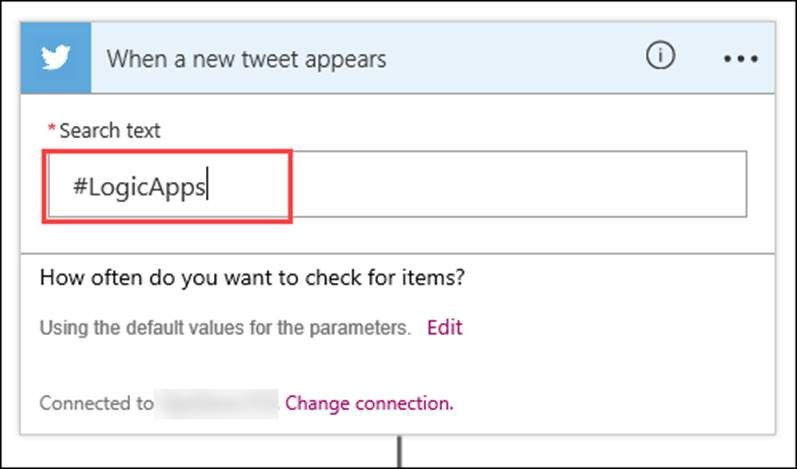 When a new tweet appears
*Search text
#LogicApps
How often do you want to check for items?
Using the default values for the parameters. Edit
Connected to Change connection.